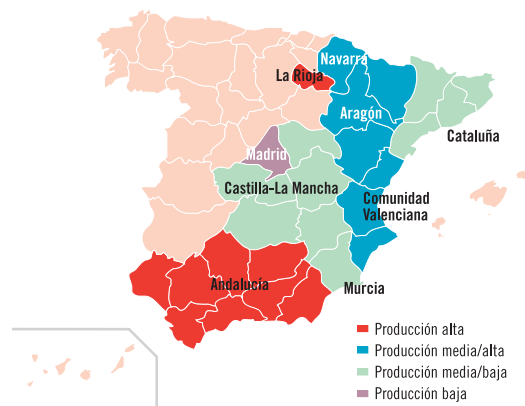 Navarra
La Rioja
Aragón
Cataluña
Madrid
Castilla-La Mancha
Comunidad
Valenciana
Andalucía
Murcia
Producción alta
Producción media/alta
Producción media/baja
Producción baja